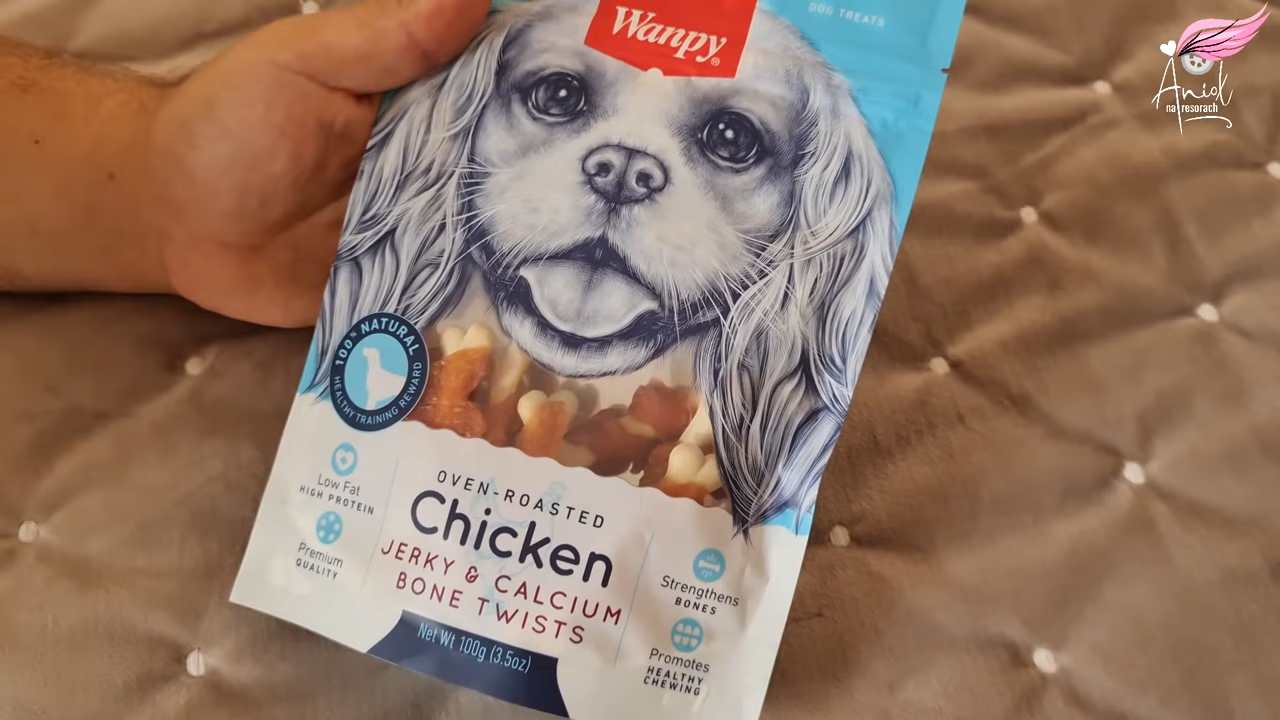 Wanpy®
DOG TREATS
Aniol
na resorach
100% NATURAL
HEALTHY TRAINING REWARD
Low Fat
HIGH PROTEIN
Premium
QUALITY
OVEN-ROASTED
Chicken
JERKY & CALCIUM
BONE TWISTS
Net Wt 100g (3.5oz)
Strengthens
BONES
Promotes
HEALTHY
CHEWING